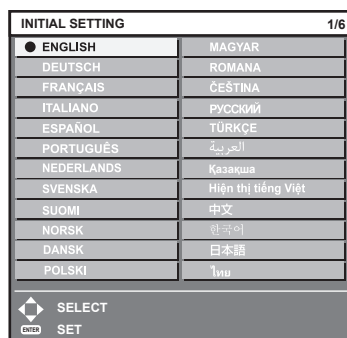 INITIAL SETTING 1/6
ENGLISH
DEUTSCH
FRANÇAIS
ITALIANO
ESPAÑOL
PORTUGUÊS
NEDERLANDS
SVENSKA
SUOMI
NORSK
DANSK
POLSKI
MAGYAR
ROMANA
ČEŠTINA
РУССКИЙ
TÜRKÇE
العربية
Қазақша
Hiện thị tiếng Việt
中文
한국어
日本語
ไทย
SELECT
ENTER SET